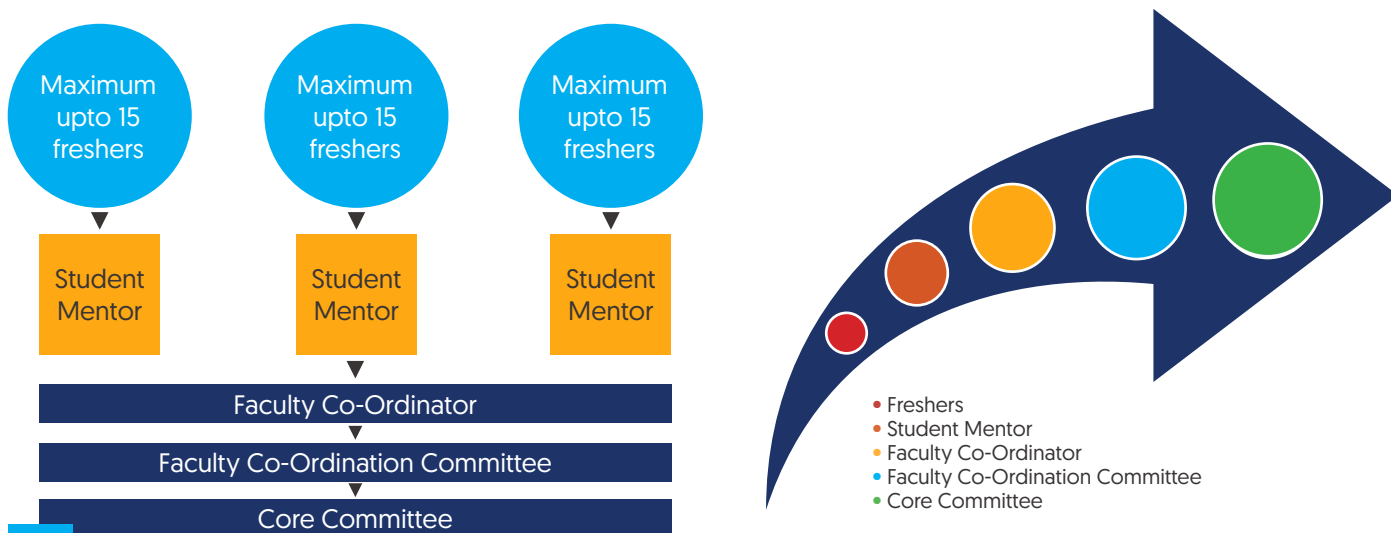 Maximum
upto 15
freshers
Maximum
upto 15
freshers
Maximum
upto 15
freshers
Student
Mentor
Student
Mentor
Student
Mentor
Faculty Co-Ordinator
Faculty Co-Ordination Committee
Core Committee
• Freshers
• Student Mentor
• Faculty Co-Ordinator
• Faculty Co-Ordination Committee
• Core Committee